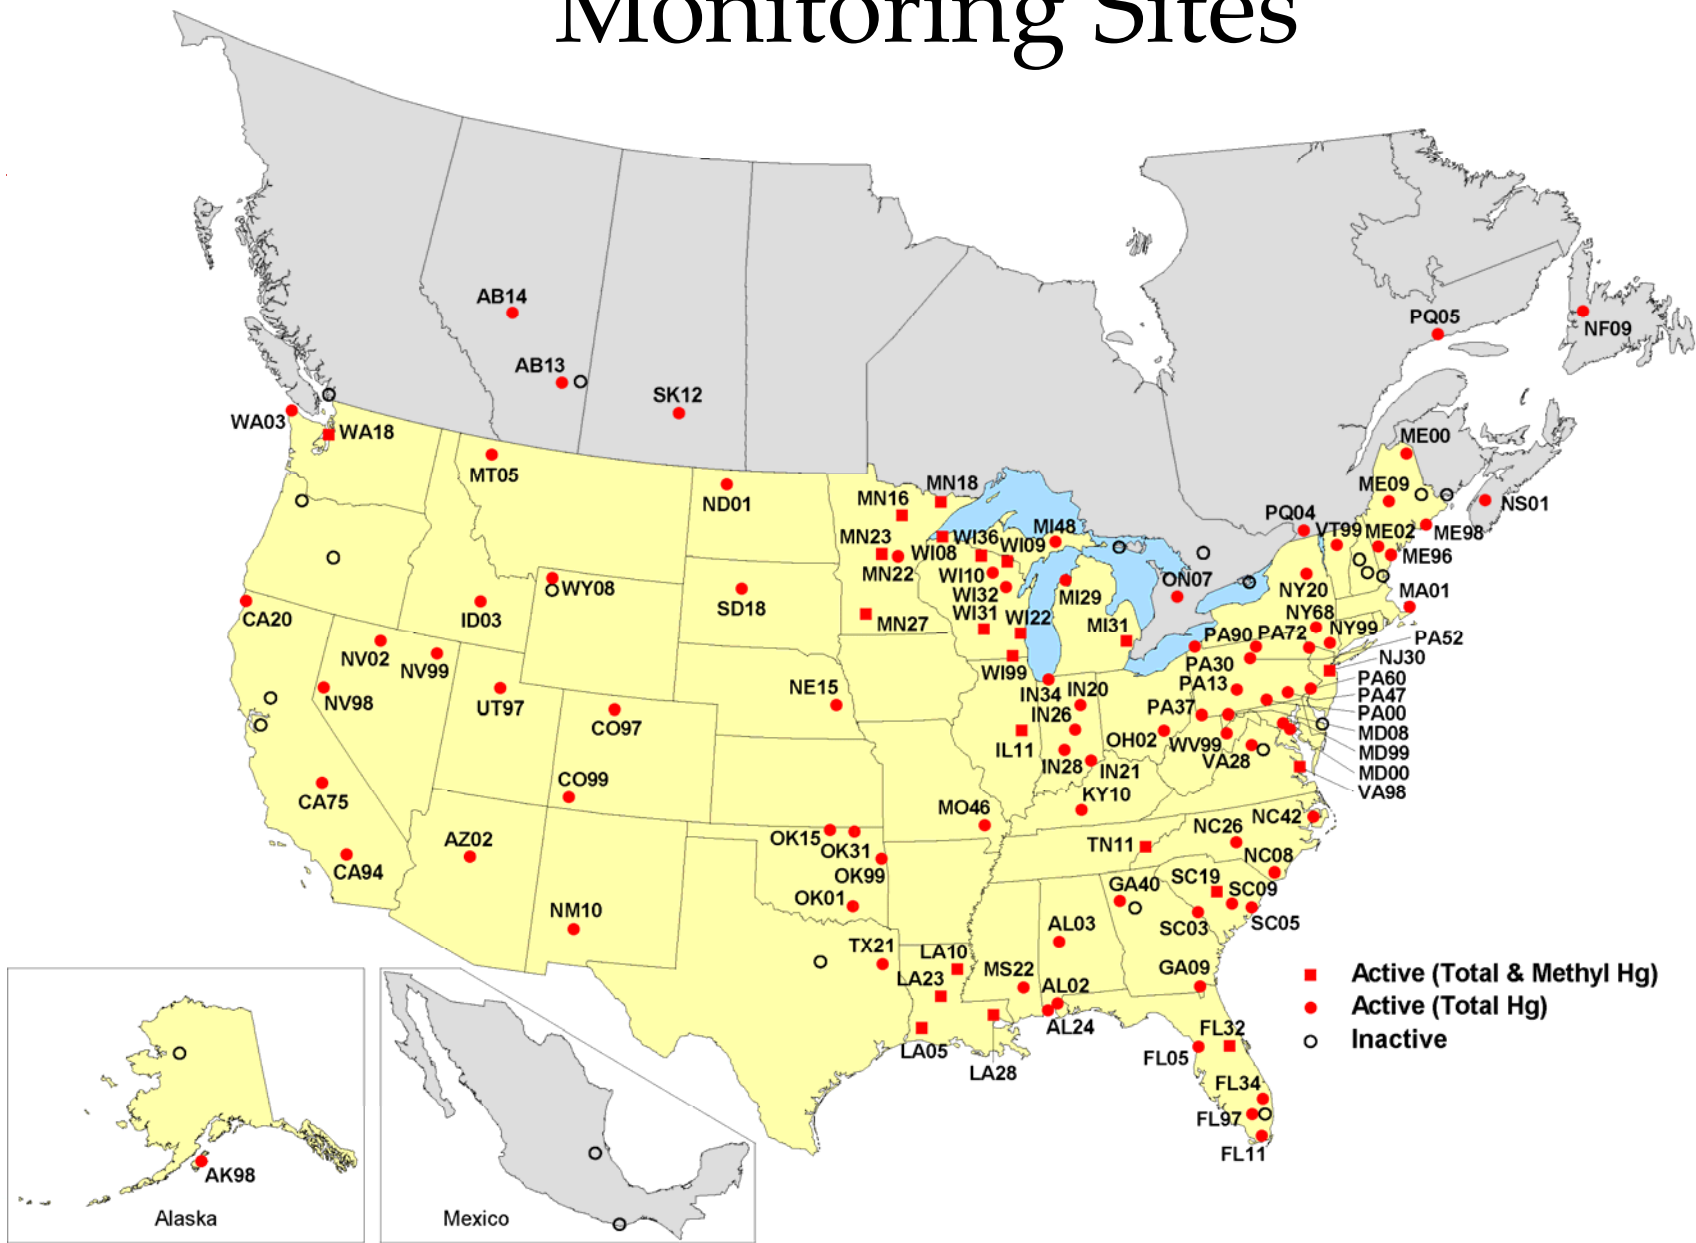 Monitoring Sites
AB14
PQ05
NF09
AB13
SK12
WA03
WA18
ME00
MT05
ND01
MN16
MN18
ME09
NS01
PQ04
VT99
ME02
ME98
MN23
WI08
WI36
WI09
MI48
ME96
MN22
WI10
ON07
WY08
WI32
MI29
NY20
MA01
CA20
ID03
SD18
MN27
WI31
WI22
MI31
NY68
NY99
PA90
PA72
PA52
NV02
NV99
WI99
PA30
NJ30
NV98
UT97
NE15
IN34
IN20
PA13
PA60
PA47
CO97
IN26
PA37
PA00
IL11
OH02
WV99
MD08
IN28
IN21
VA28
MD99
MD00
CA75
CO99
KY10
VA98
MO46
NC42
AZ02
OK15
OK31
TN11
NC26
CA94
OK99
NC08
SC19
GA40
SC09
OK01
NM10
AL03
SC03
SC05
TX21
LA10
MS22
GA09
LA23
AL02
Active (Total & Methyl Hg)
Active (Total Hg)
Inactive
AL24
FL32
LA05
FL05
LA28
FL34
FL97
FL11
AK98
Alaska
Mexico